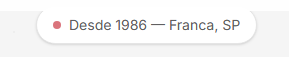 Desde 1986 — Franca, SP